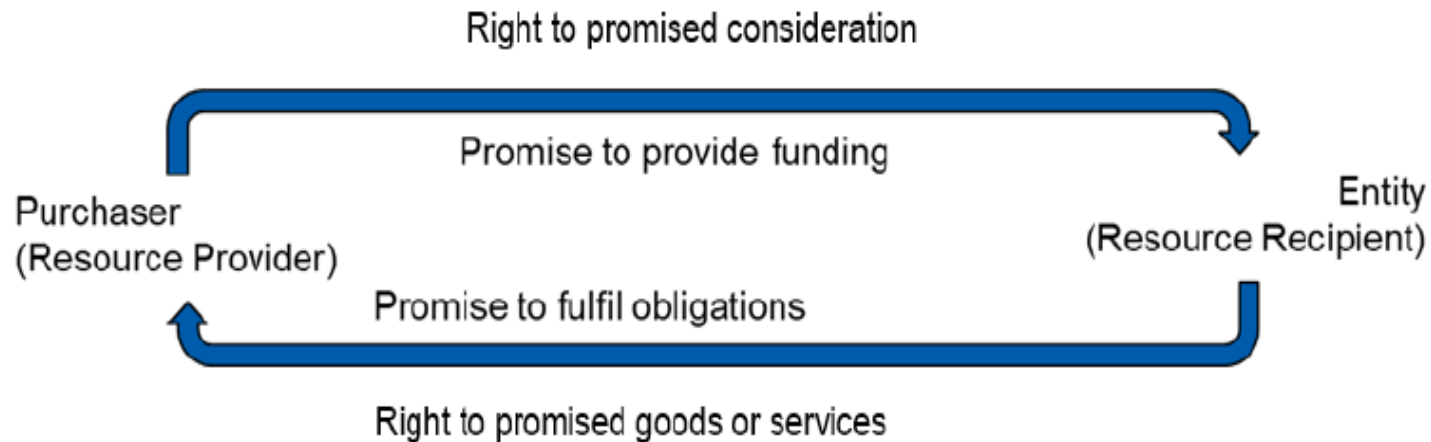 Right to promised consideration
Promise to provide funding
Purchaser
(Resource Provider)
Entity
(Resource Recipient)
Promise to fulfil obligations
Right to promised goods or services